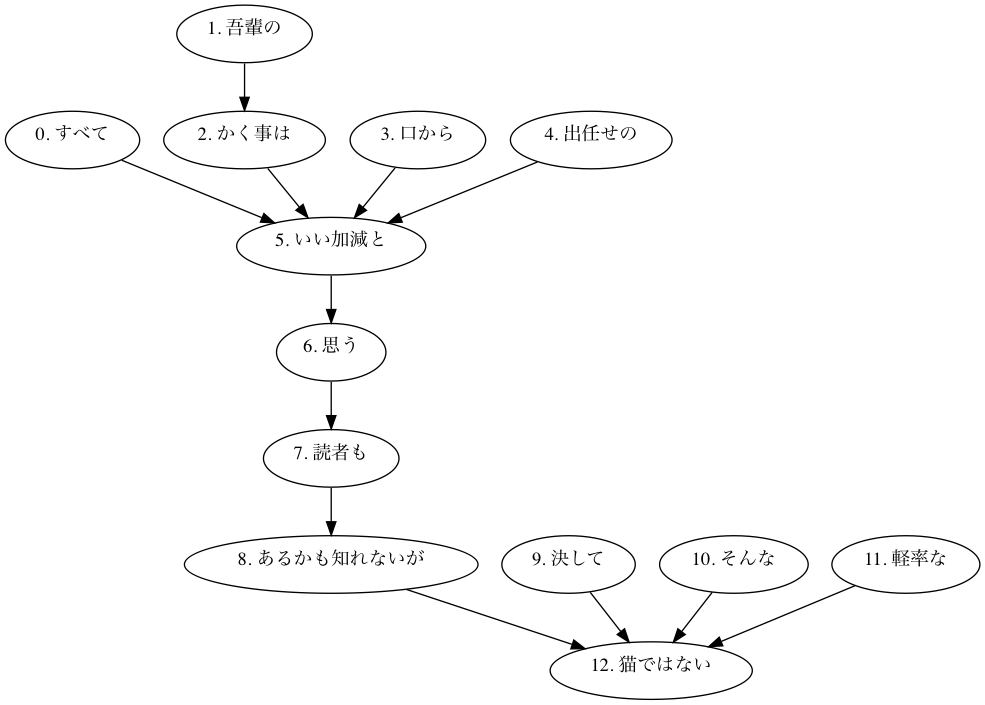 1. 吾輩の
0. すべて
2. かく事は
3. 口から
4. 出任せの
5. いい加減と
6. 思う
7. 読者も
8. あるかも知れないが
9. 決して
10. そんな
11. 軽率な
12. 猫ではない